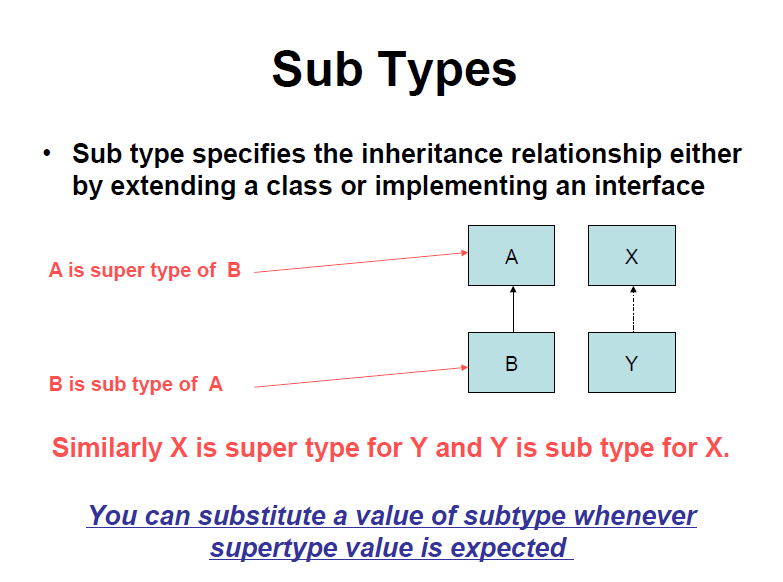 Sub Types
• Sub type specifies the inheritance relationship either
by extending a class or implementing an interface
A X
A is super type of B
B Y
B is sub type of A
Similarly X is super type for Y and Y is sub type for X.
You can substitute a value of subtype whenever
supertype value is expected